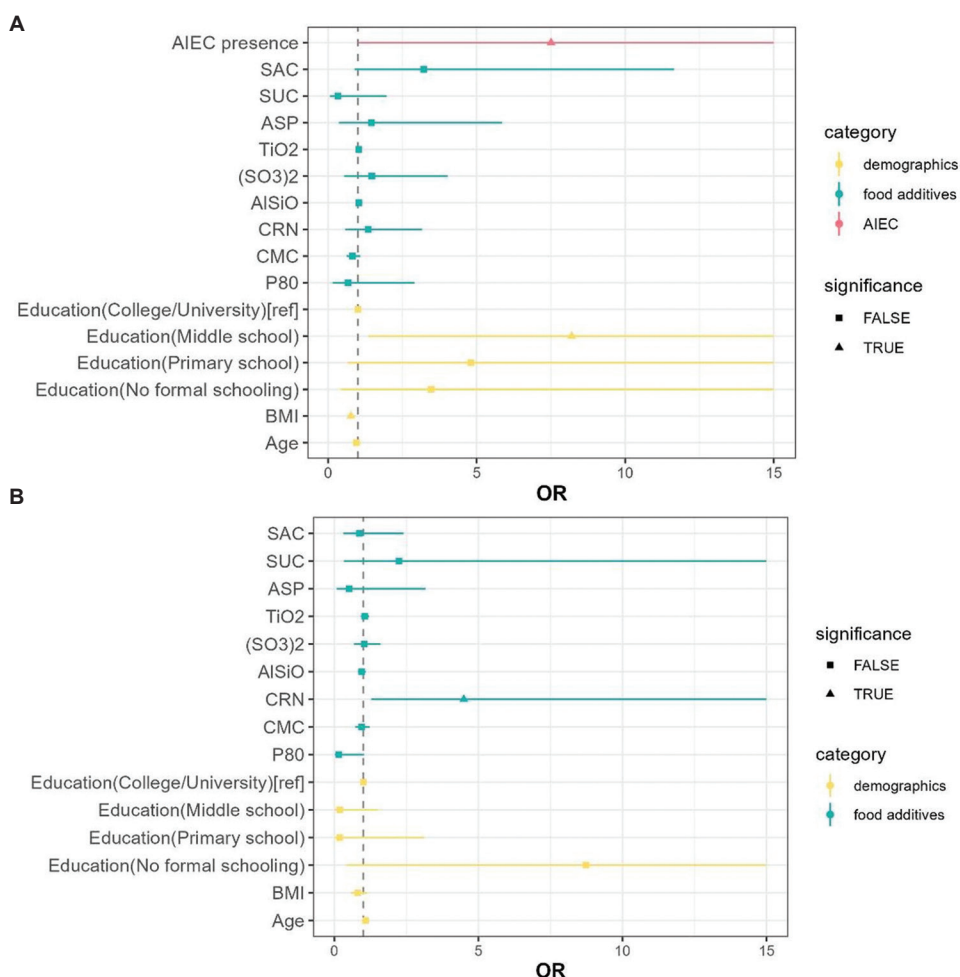 A
AIEC presence
SAC
SUC
ASP
TiO2
(SO3)2
AlSiO
CRN
CMC
P80
Education(College/University)[ref]
Education(Middle school)
Education(Primary school)
Education(No formal schooling)
BMI
Age
0 5 10 15
OR
category
demographics
food additives
AIEC
significance
FALSE
TRUE
B
SAC
SUC
ASP
TiO2
(SO3)2
AlSiO
CRN
CMC
P80
Education(College/University)[ref]
Education(Middle school)
Education(Primary school)
Education(No formal schooling)
BMI
Age
0 5 10 15
OR
significance
FALSE
TRUE
category
demographics
food additives